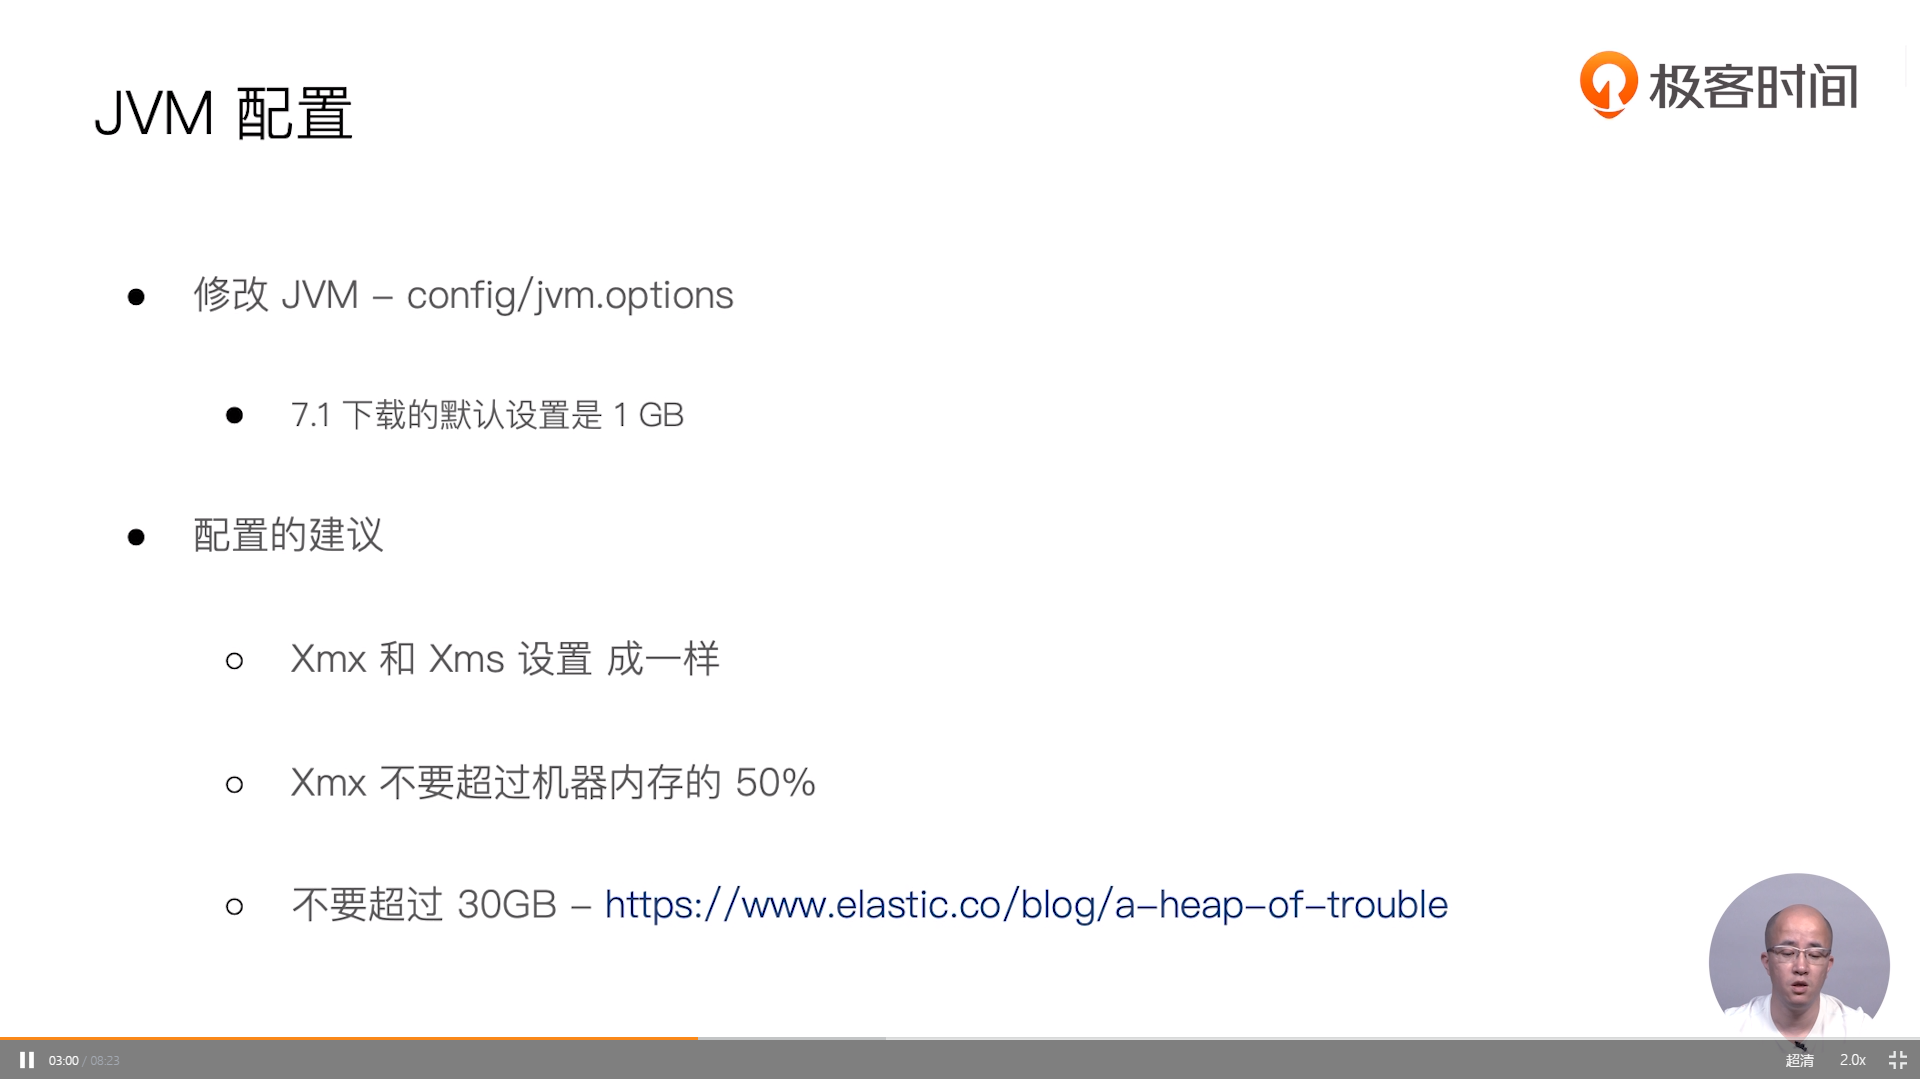 JVM 配置
极客时间
修改 JVM – config/jvm.options
7.1 下载的默认设置是 1 GB
配置的建议
Xmx 和 Xms 设置 成一样
Xmx 不要超过机器内存的 50%
不要超过 30GB – https://www.elastic.co/blog/a-heap-of-trouble
03:00 / 08:23
超清
2.0x